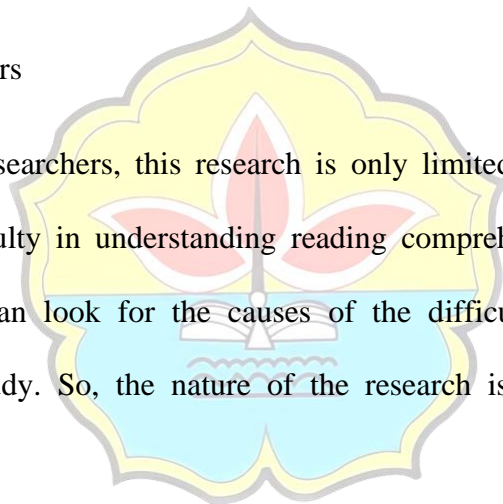 rs
searchers, this research is only limited
ulty in understanding reading compreh
an look for the causes of the difficu
dy. So, the nature of the research is